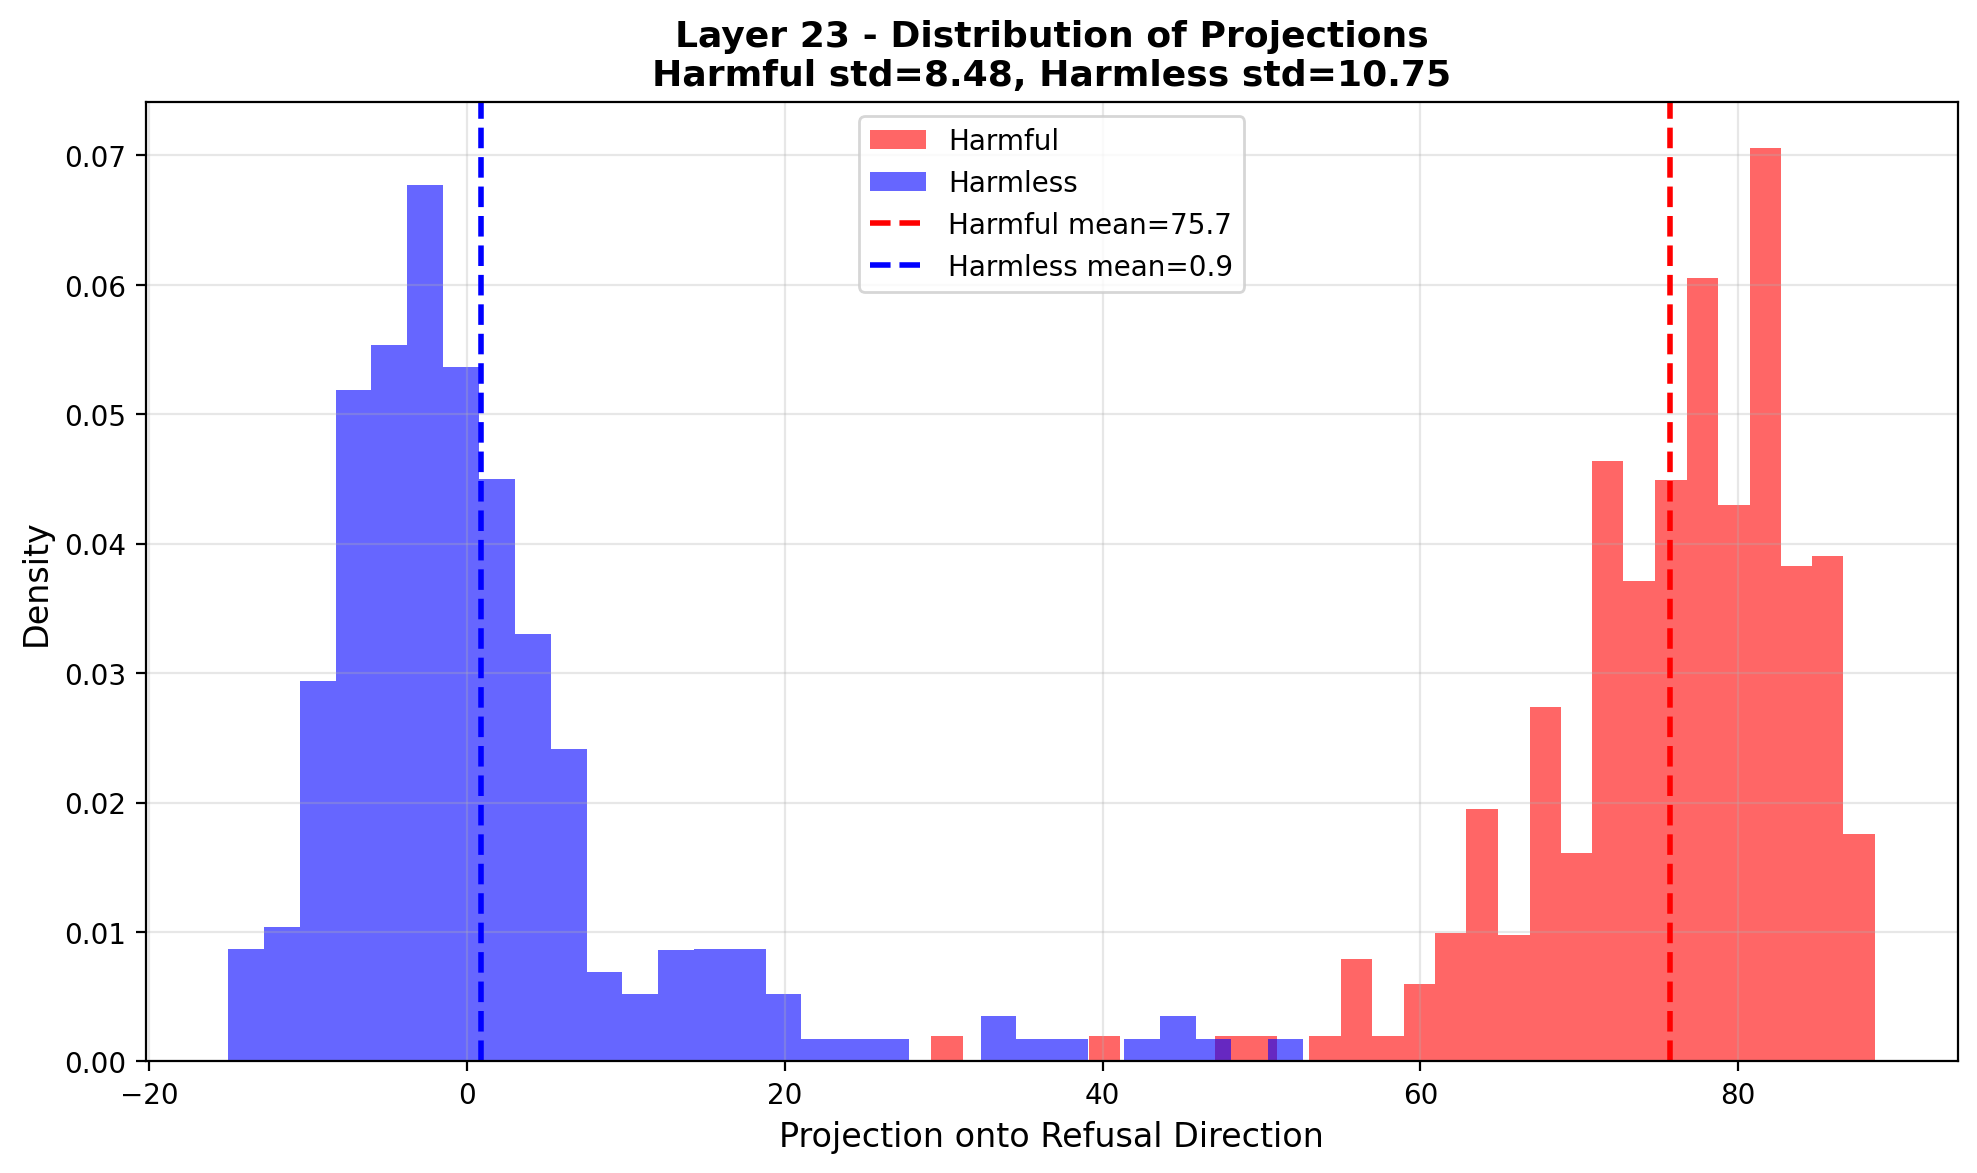 Layer 23 - Distribution of Projections
Harmful std=8.48, Harmless std=10.75
Harmful
Harmless
Harmful mean=75.7
Harmless mean=0.9
Density
0.07
0.06
0.05
0.04
0.03
0.02
0.01
0.00
−20
0
20
40
60
80
Projection onto Refusal Direction